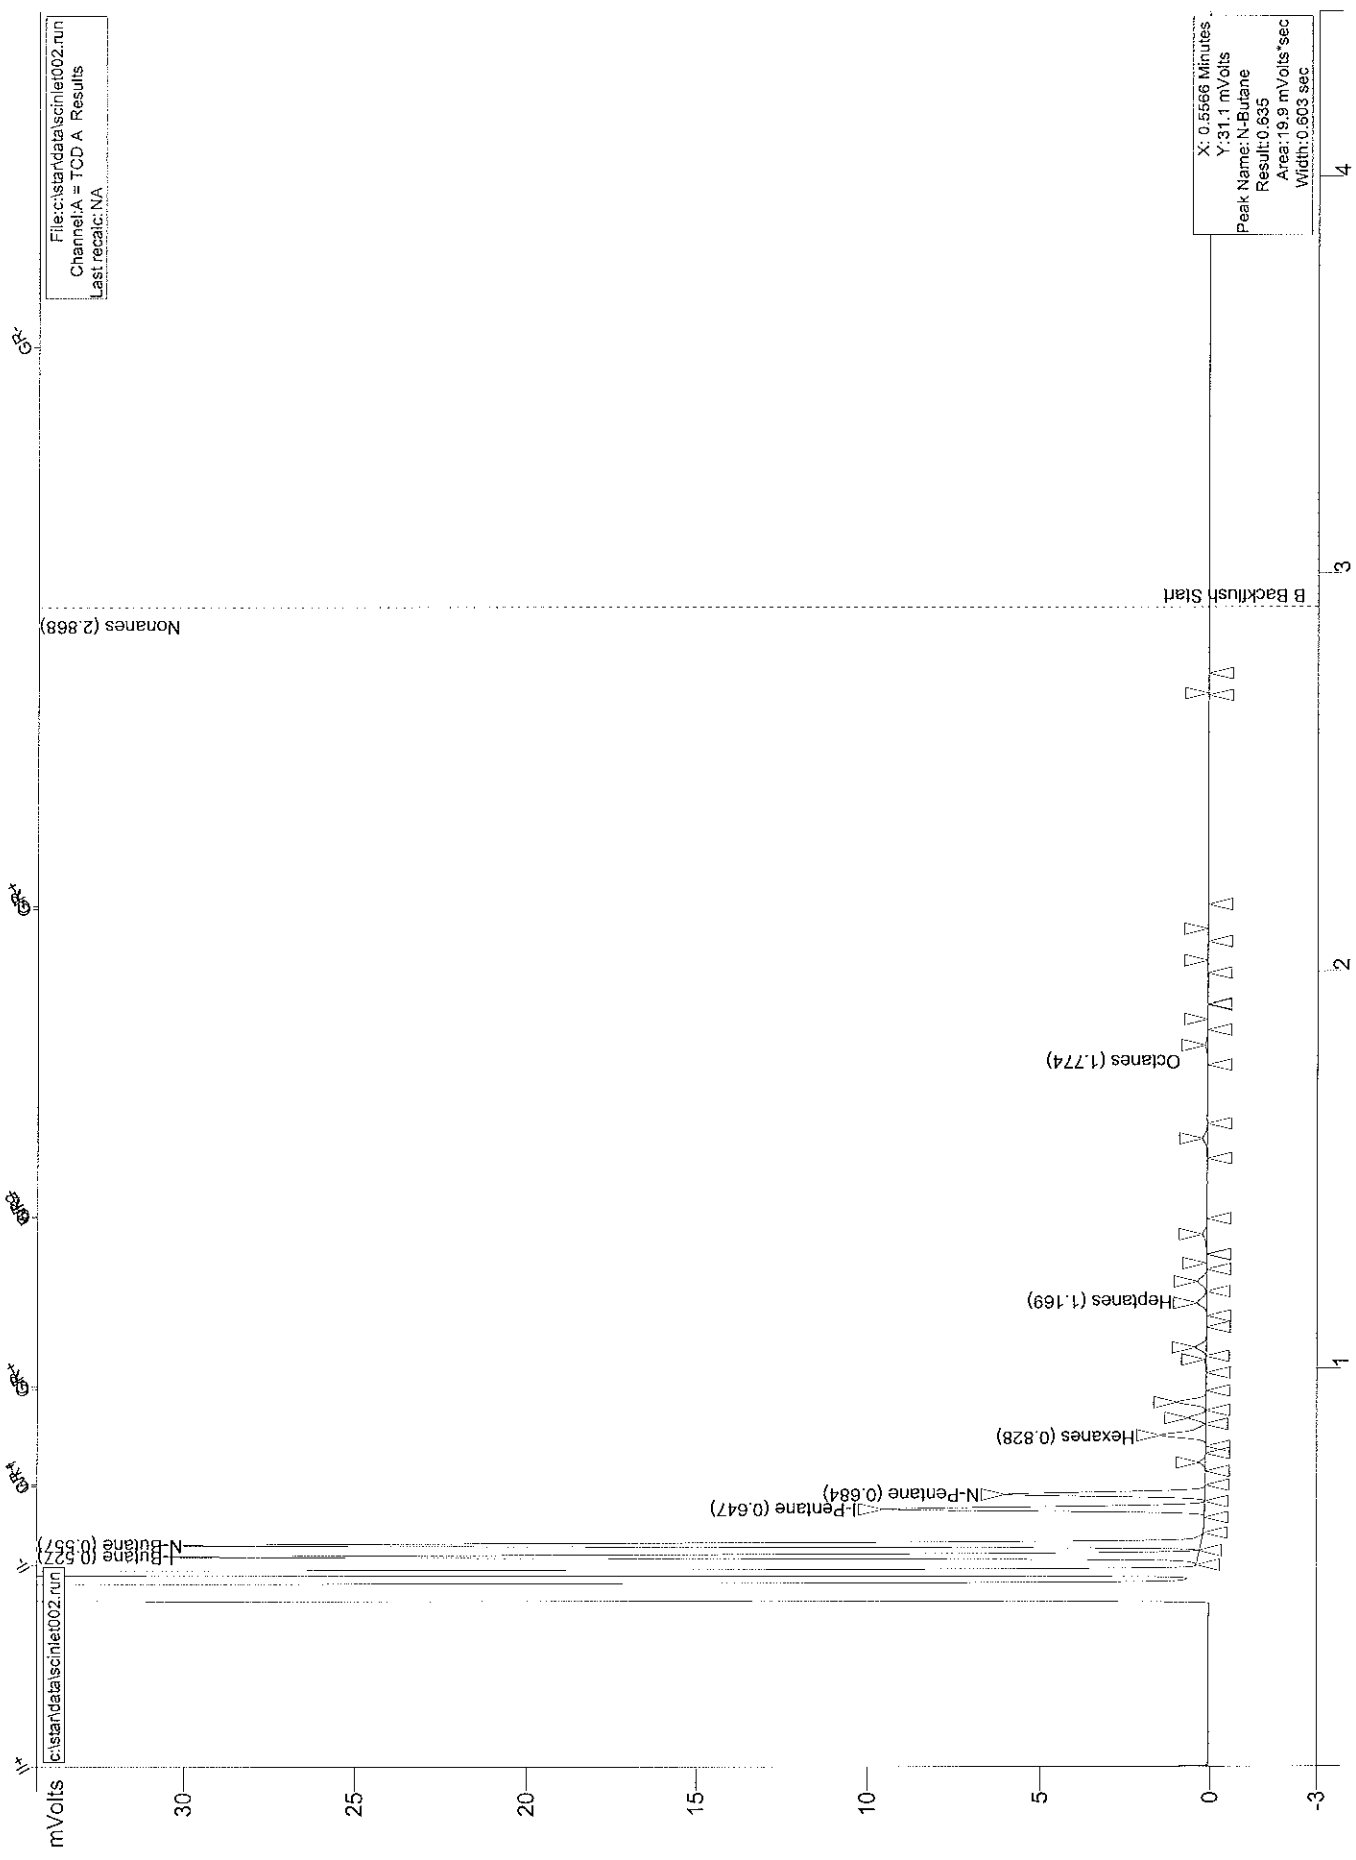 mVolts
c:\star\data\scinlet002.run
File:c:\star\data\scinlet002.run
Channel:A = TCD A Results
Last recalc:NA
I-Butane (0.527)
N-Butane (0.557)
I-Pentane (0.647)
N-Pentane (0.684)
Hexanes (0.828)
Heptanes (1.169)
Octanes (1.774)
Nonanes (2.868)
B Backflush Start
GR-
30
25
20
15
10
5
0
-3
1
2
3
4
X: 0.5566 Minutes
Y:31.1 mVolts
Peak Name:N-Butane
Result:0.635
Area:19.9 mVolts*sec
Width:0.603 sec